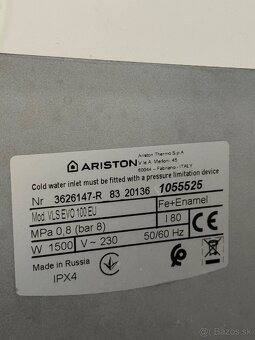 ARISTON
Ariston Thermo S.p.A.
V.le A. Merloni, 45
60044 - Fabriano - ITALY
Cold water inlet must be fitted with a pressure limitation device
Nr 3626147-R 83 20136 1055525
Mod. VLS EVO 100 EU Fe+Enamel
MPa 0,8 (bar 8) I 80
W 1500 V~ 230 50/60 Hz
CE
Made in Russia
IPX4
bazos.sk